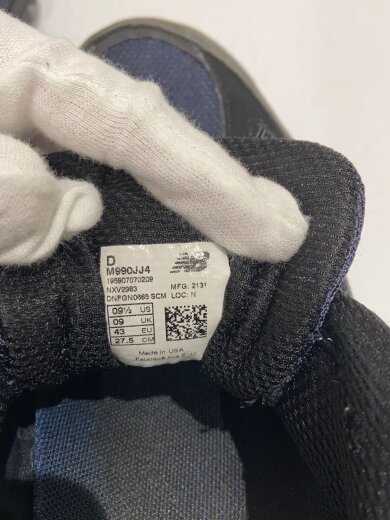 D
M990JJ4
195907070209
NXV2983 MFG. 2131
DNPGN0665 SCM LOC: N
09½ US
09 UK
43 EU
27.5 CM
Made in USA